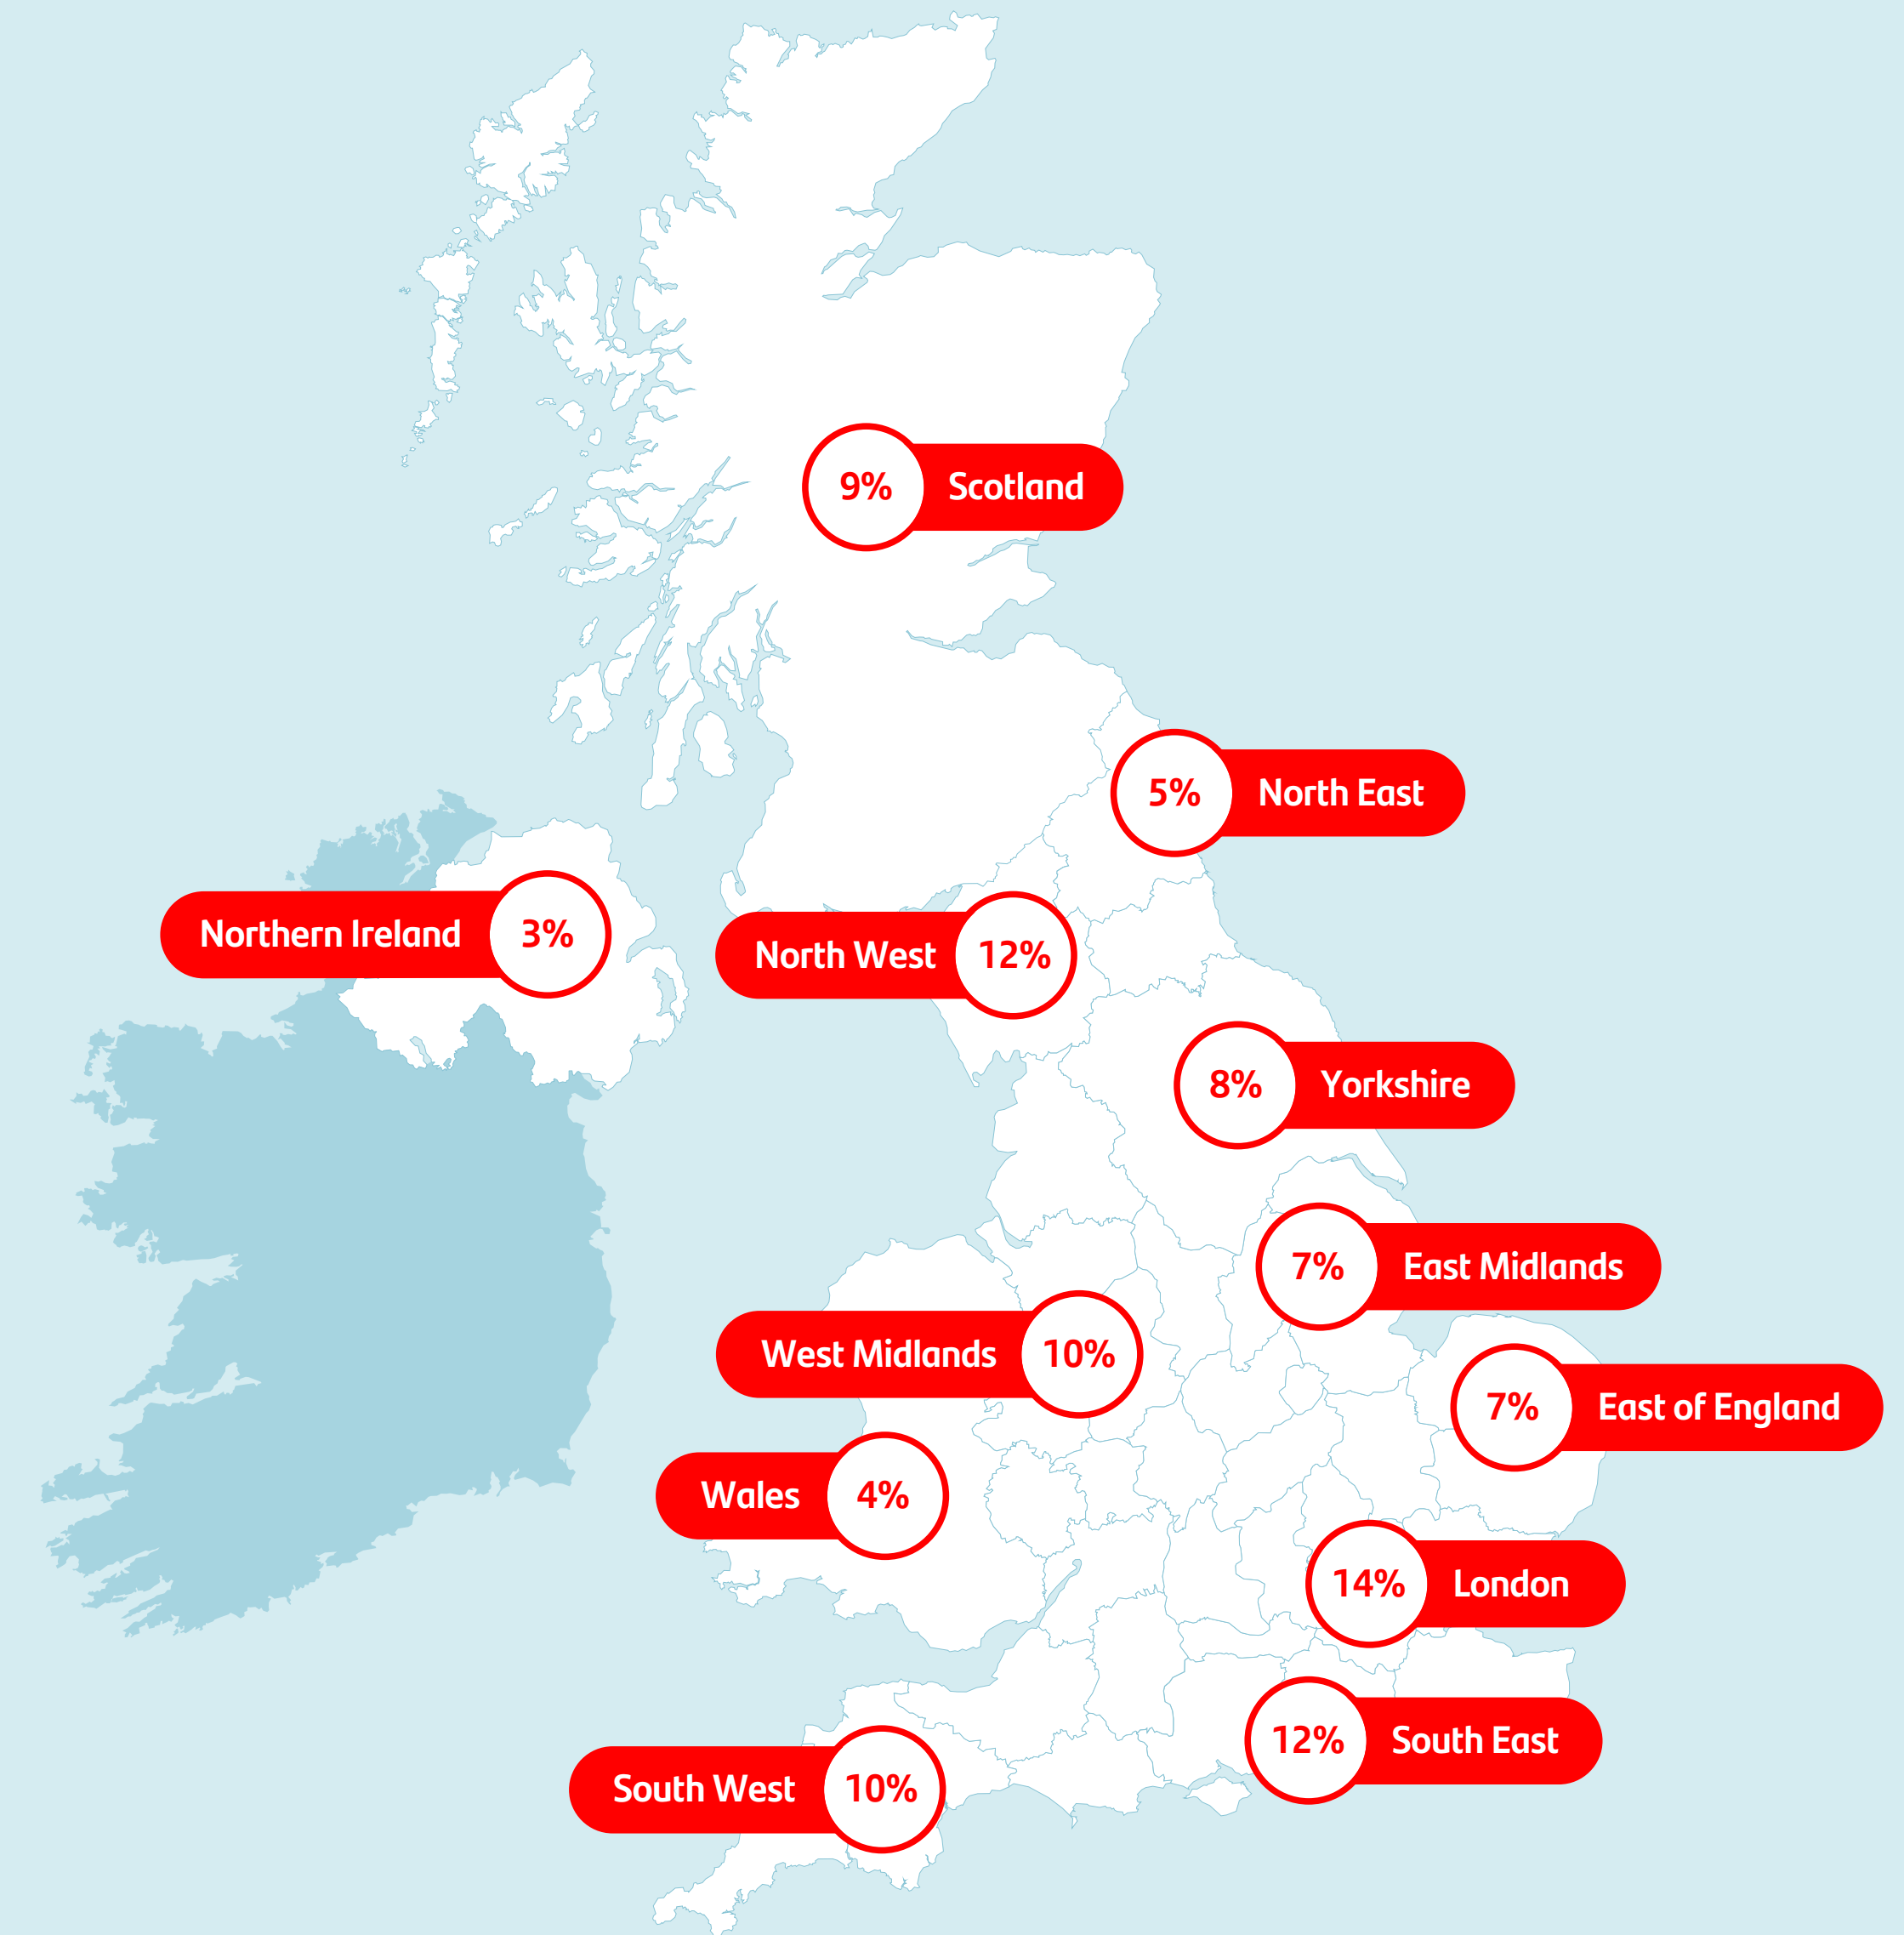 9% Scotland
5% North East
Northern Ireland 3%
North West 12%
8% Yorkshire
7% East Midlands
West Midlands 10%
7% East of England
Wales 4%
14% London
12% South East
South West 10%